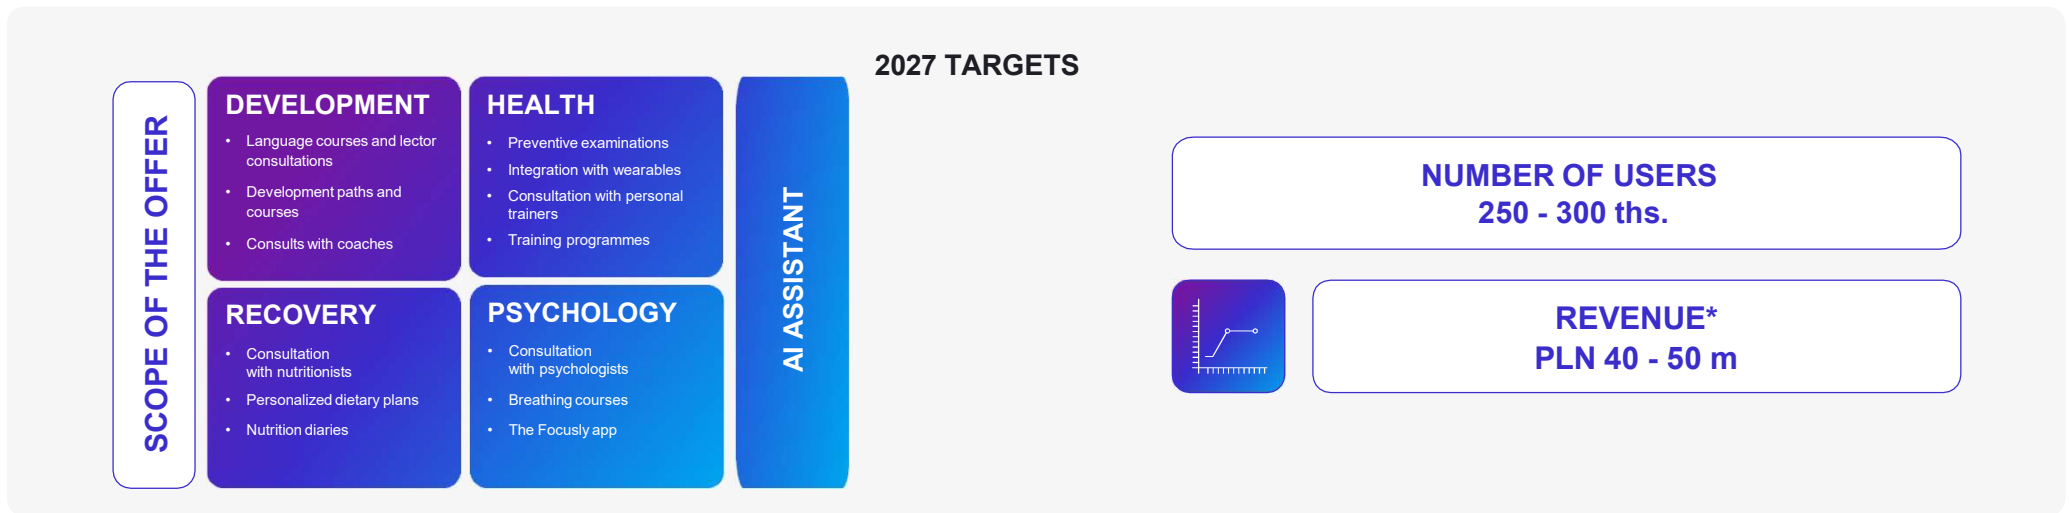 2027 TARGETS
SCOPE OF THE OFFER
DEVELOPMENT
• Language courses and lector
consultations
• Development paths and
courses
• Consults with coaches
HEALTH
• Preventive examinations
• Integration with wearables
• Consultation with personal
trainers
• Training programmes
RECOVERY
• Consultation
with nutritionists
• Personalized dietary plans
• Nutrition diaries
PSYCHOLOGY
• Consultation
with psychologists
• Breathing courses
• The Focusly app
AI ASSISTANT
NUMBER OF USERS
250 - 300 ths.
REVENUE*
PLN 40 - 50 m